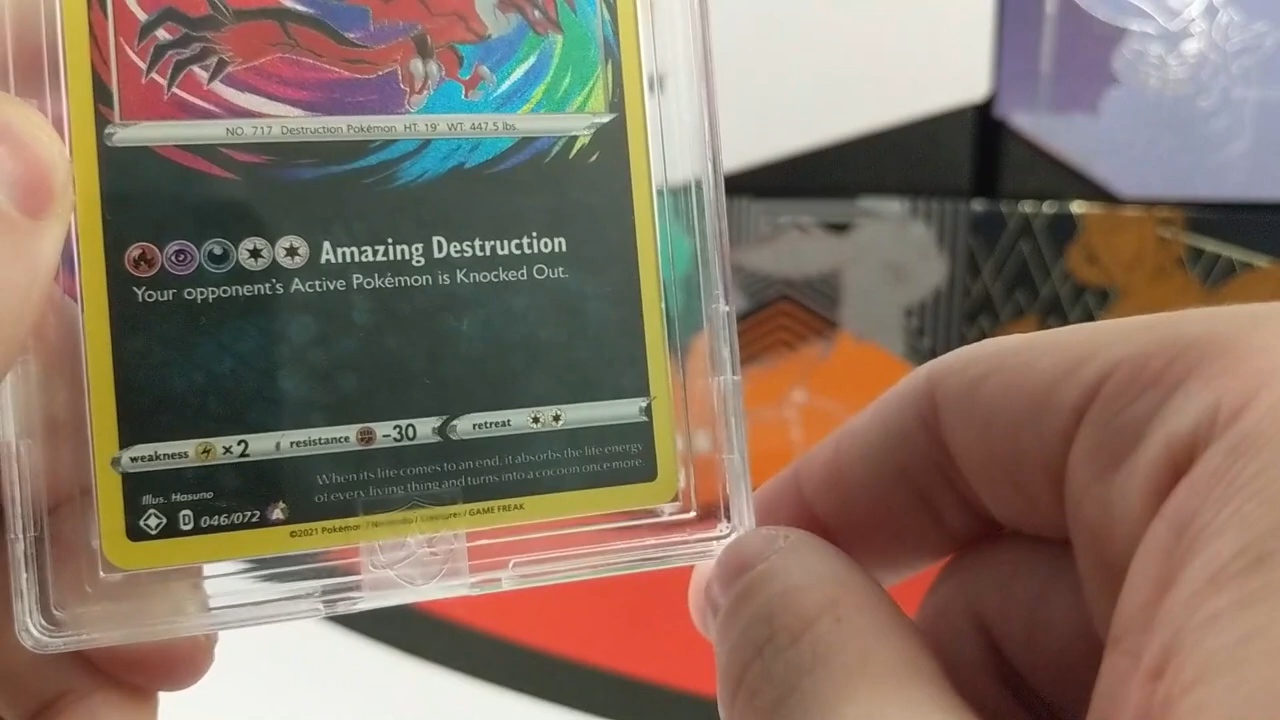 NO. 717 Destruction Pokémon HT: 19' WT: 447.5 lbs.
Amazing Destruction
Your opponent's Active Pokémon is Knocked Out.
weakness ×2 resistance -30 retreat
When its life comes to an end, it absorbs the life energy
of every living thing and turns into a cocoon once more.
Illus. Hasuno
D 046/072 A
©2021 Pokémon / Nintendo / Creatures / GAME FREAK